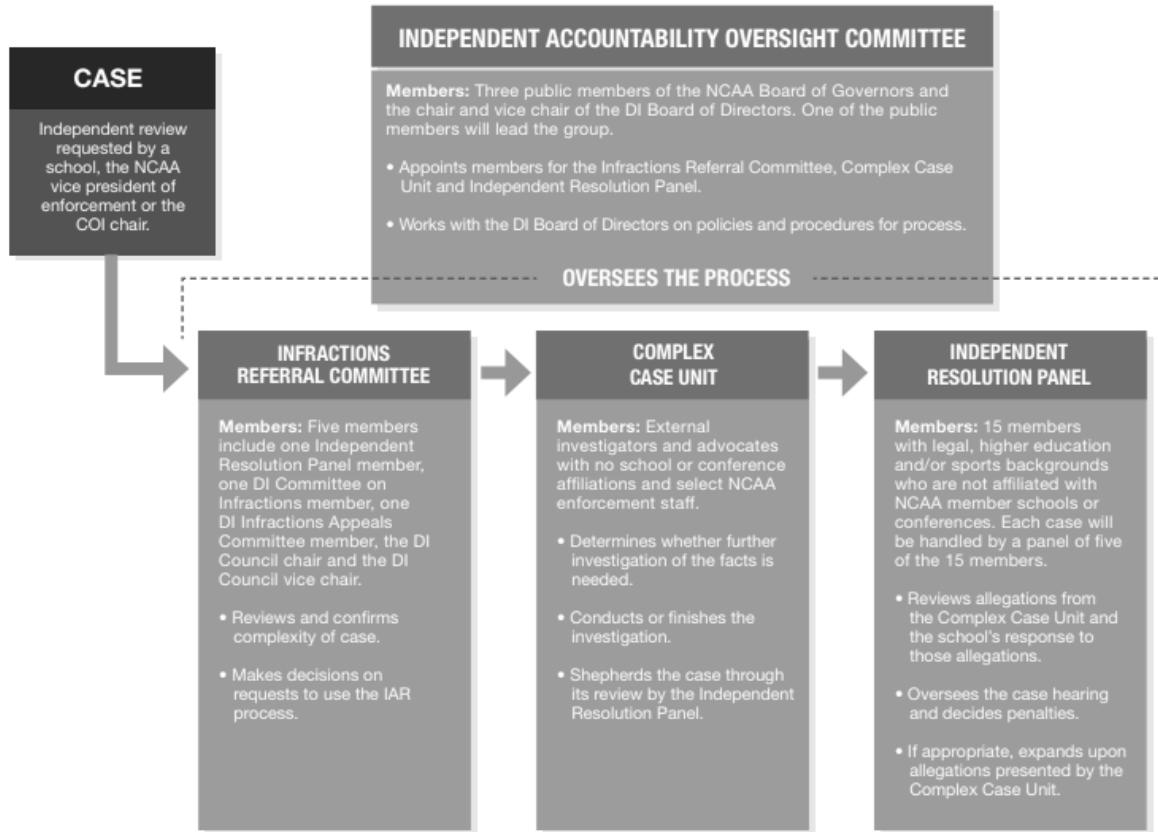 CASE
Independent review
requested by a
school, the NCAA
vice president of
enforcement or the
COI chair.
INDEPENDENT ACCOUNTABILITY OVERSIGHT COMMITTEE
Members: Three public members of the NCAA Board of Governors and
the chair and vice chair of the DI Board of Directors. One of the public
members will lead the group.
• Appoints members for the Infractions Referral Committee, Complex Case
Unit and Independent Resolution Panel.
• Works with the DI Board of Directors on policies and procedures for process.
OVERSEES THE PROCESS
INFRACTIONS
REFERRAL COMMITTEE
Members: Five members
include one Independent
Resolution Panel member,
one DI Committee on
Infractions member, one
DI Infractions Appeals
Committee member, the DI
Council chair and the DI
Council vice chair.
• Reviews and confirms
complexity of case.
• Makes decisions on
requests to use the IAR
process.
COMPLEX
CASE UNIT
Members: External
investigators and advocates
with no school or conference
affiliations and select NCAA
enforcement staff.
• Determines whether further
investigation of the facts is
needed.
• Conducts or finishes the
investigation.
• Shepherds the case through
its review by the Independent
Resolution Panel.
INDEPENDENT
RESOLUTION PANEL
Members: 15 members
with legal, higher education
and/or sports backgrounds
who are not affiliated with
NCAA member schools or
conferences. Each case will
be handled by a panel of five
of the 15 members.
• Reviews allegations from
the Complex Case Unit and
the school's response to
those allegations.
• Oversees the case hearing
and decides penalties.
• If appropriate, expands upon
allegations presented by the
Complex Case Unit.